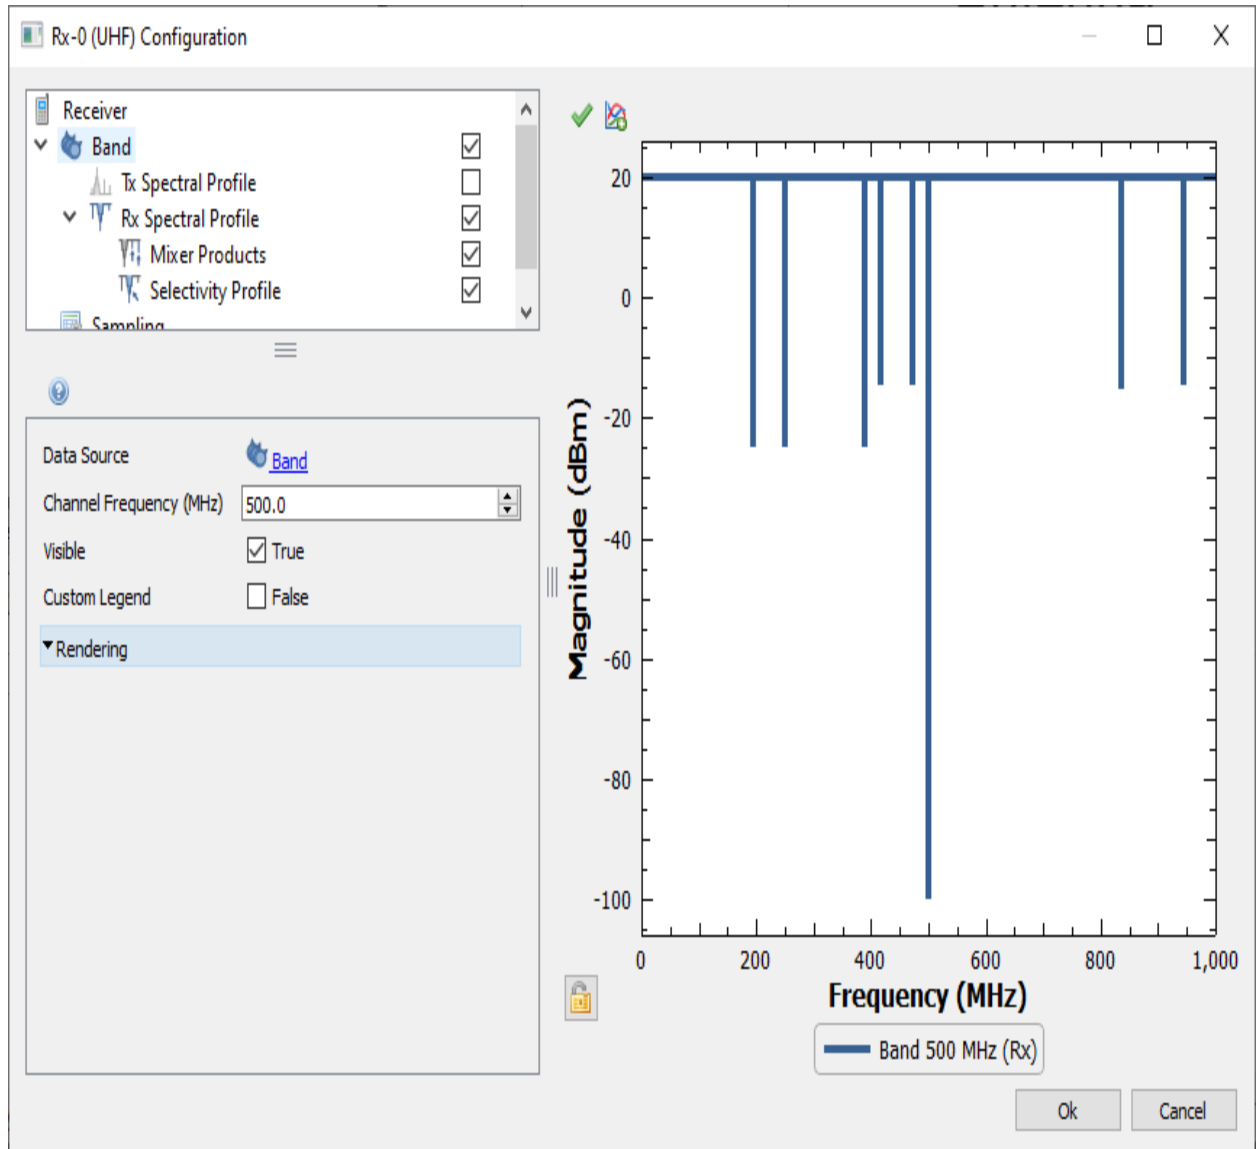 Rx-0 (UHF) Configuration
Receiver
Band
Tx Spectral Profile
Rx Spectral Profile
Mixer Products
Selectivity Profile
Sampling
Data Source Band
Channel Frequency (MHz) 500.0
Visible True
Custom Legend False
Rendering
Magnitude (dBm)
20
0
-20
-40
-60
-80
-100
0 200 400 600 800 1,000
Frequency (MHz)
Band 500 MHz (Rx)
Ok Cancel